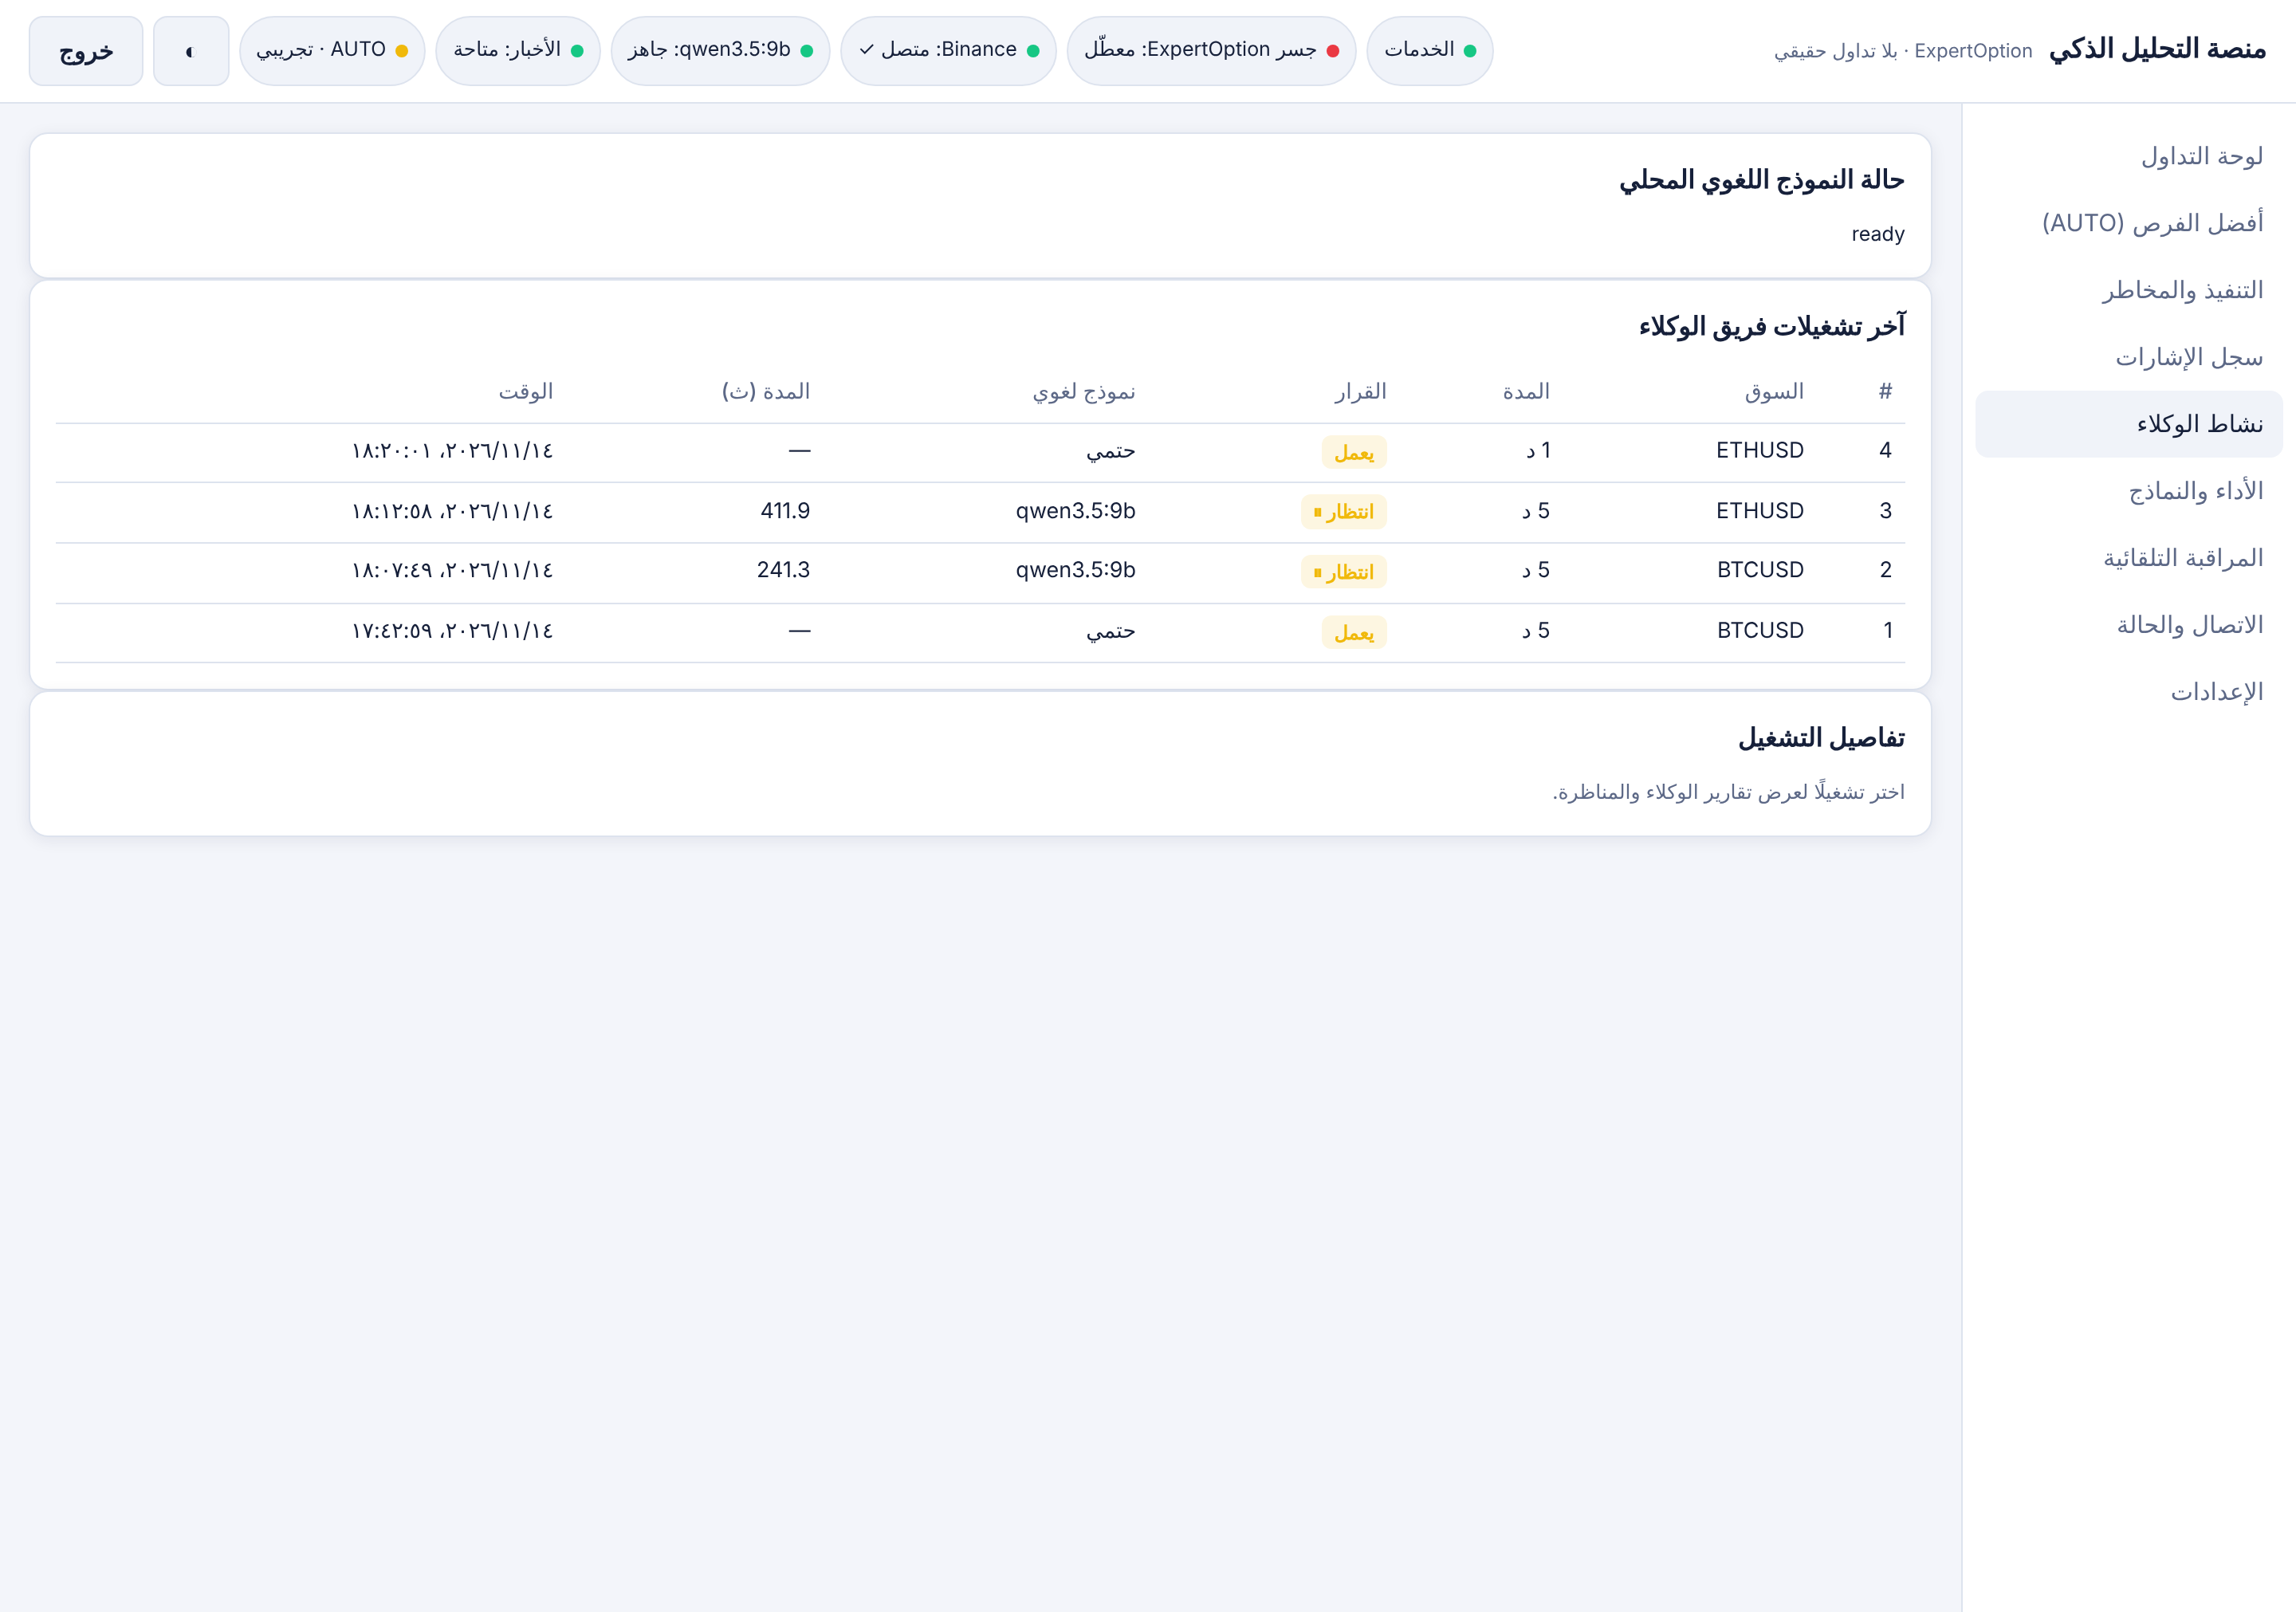 منصة التحليل الذكي ExpertOption · بلا تداول حقيقي
الخدمات
جسر ExpertOption: معطّل
Binance: متصل ✓
qwen3.5:9b: جاهز
الأخبار: متاحة
AUTO · تجريبي
خروج
لوحة التداول
أفضل الفرص (AUTO)
التنفيذ والمخاطر
سجل الإشارات
نشاط الوكلاء
الأداء والنماذج
المراقبة التلقائية
الاتصال والحالة
الإعدادات
حالة النموذج اللغوي المحلي
ready
آخر تشغيلات فريق الوكلاء
# السوق المدة القرار نموذج لغوي المدة (ث) الوقت
4 ETHUSD 1 د يعمل حتمي — ١٤‏/١١‏/٢٠٢٦، ١٨:٢٠:٠١
3 ETHUSD 5 د انتظار qwen3.5:9b 411.9 ١٤‏/١١‏/٢٠٢٦، ١٨:١٢:٥٨
2 BTCUSD 5 د انتظار qwen3.5:9b 241.3 ١٤‏/١١‏/٢٠٢٦، ١٨:٠٧:٤٩
1 BTCUSD 5 د يعمل حتمي — ١٤‏/١١‏/٢٠٢٦، ١٧:٤٢:٥٩
تفاصيل التشغيل
اختر تشغيلًا لعرض تقارير الوكلاء والمناظرة.